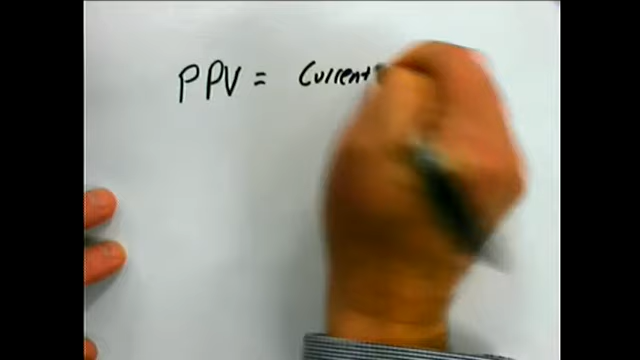 PPV = Current